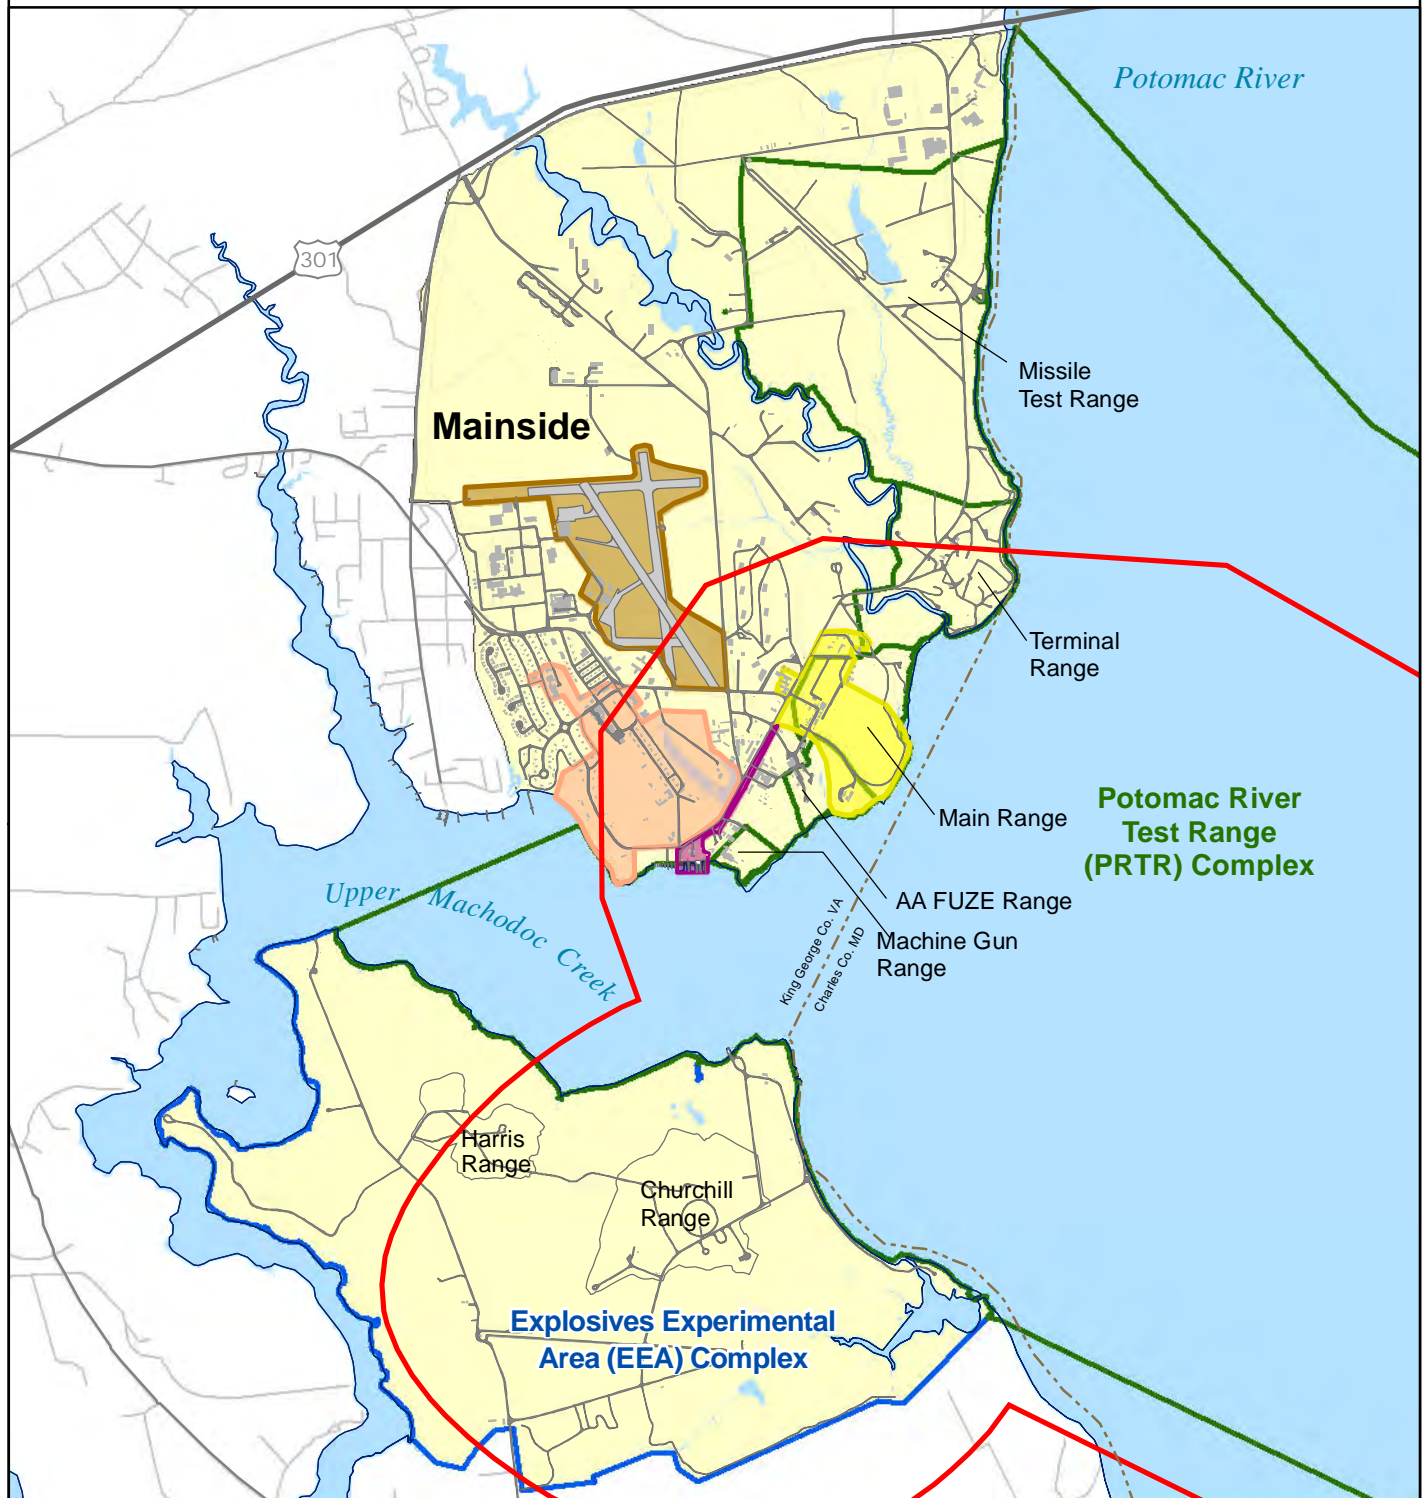 Potomac River
301
Missile
Test Range
Mainside
Terminal
Range
Main Range
Potomac River
Test Range
(PRTR) Complex
AA FUZE Range
Upper Machodoc Creek
King George Co. VA
Charles Co. MD
Machine Gun
Range
Harris
Range
Churchill
Range
Explosives Experimental
Area (EEA) Complex